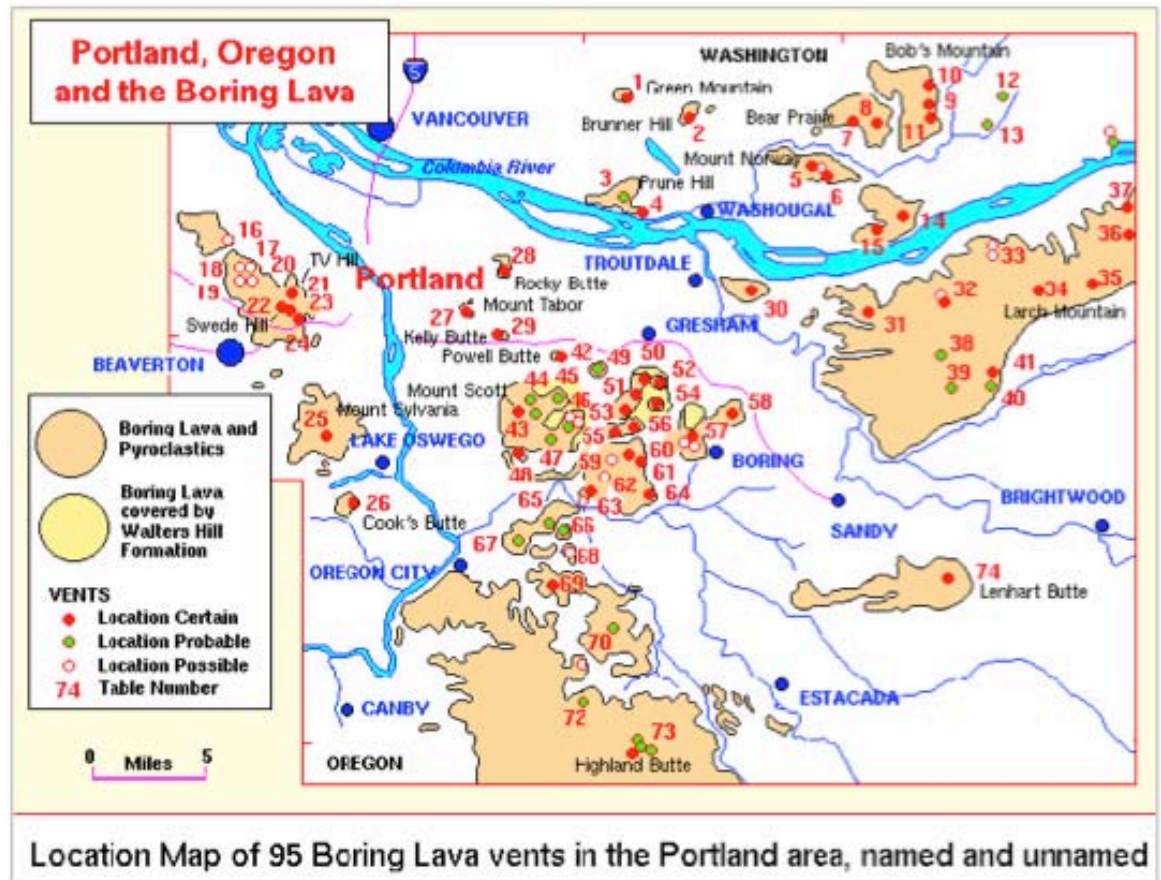 Portland, Oregon
and the Boring Lava
5
WASHINGTON
Bob's Mountain
VANCOUVER
1
Green Mountain
10
12
Brunner Hill
2
Bear Prairie
8
9
7
11
13
Columbia River
Mount Norway
5
6
3
Prune Hill
4
WASHOUGAL
37
14
36
15
16
17
18
20
TV Hill
19
21
22
23
Swede Hill
24
Portland
28
Rocky Butte
TROUTDALE
33
30
32
34
35
31
Larch Mountain
27
Mount Tabor
Kelly Butte
29
GRESHAM
BEAVERTON
Powell Butte
42
49
50
38
41
39
40
Mount Scott
44
45
51
52
46
53
54
58
43
55
56
57
25
Mount Sylvania
LAKE OSWEGO
47
48
59
60
61
BORING
62
63
64
65
26
Cook's Butte
66
67
68
SANDY
BRIGHTWOOD
OREGON CITY
69
74
Lenhart Butte
70
ESTACADA
CANBY
72
73
OREGON
Highland Butte
Boring Lava and
Pyroclastics
Boring Lava
covered by
Walters Hill
Formation
VENTS
Location Certain
Location Probable
Location Possible
74 Table Number
0 Miles 5
Location Map of 95 Boring Lava vents in the Portland area, named and unnamed